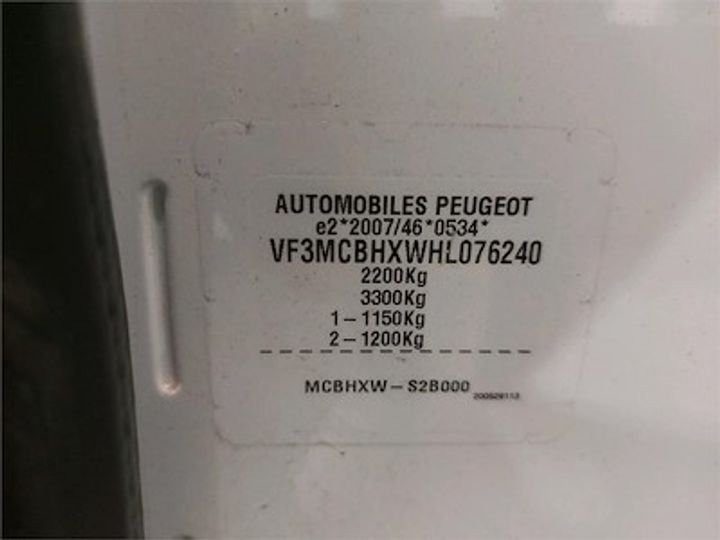 AUTOMOBILES PEUGEOT
e2*2007/46*0534*
VF3MCBHXWHL076240
2200Kg
3300Kg
1-1150Kg
2-1200Kg
MCBHXW-S2B000